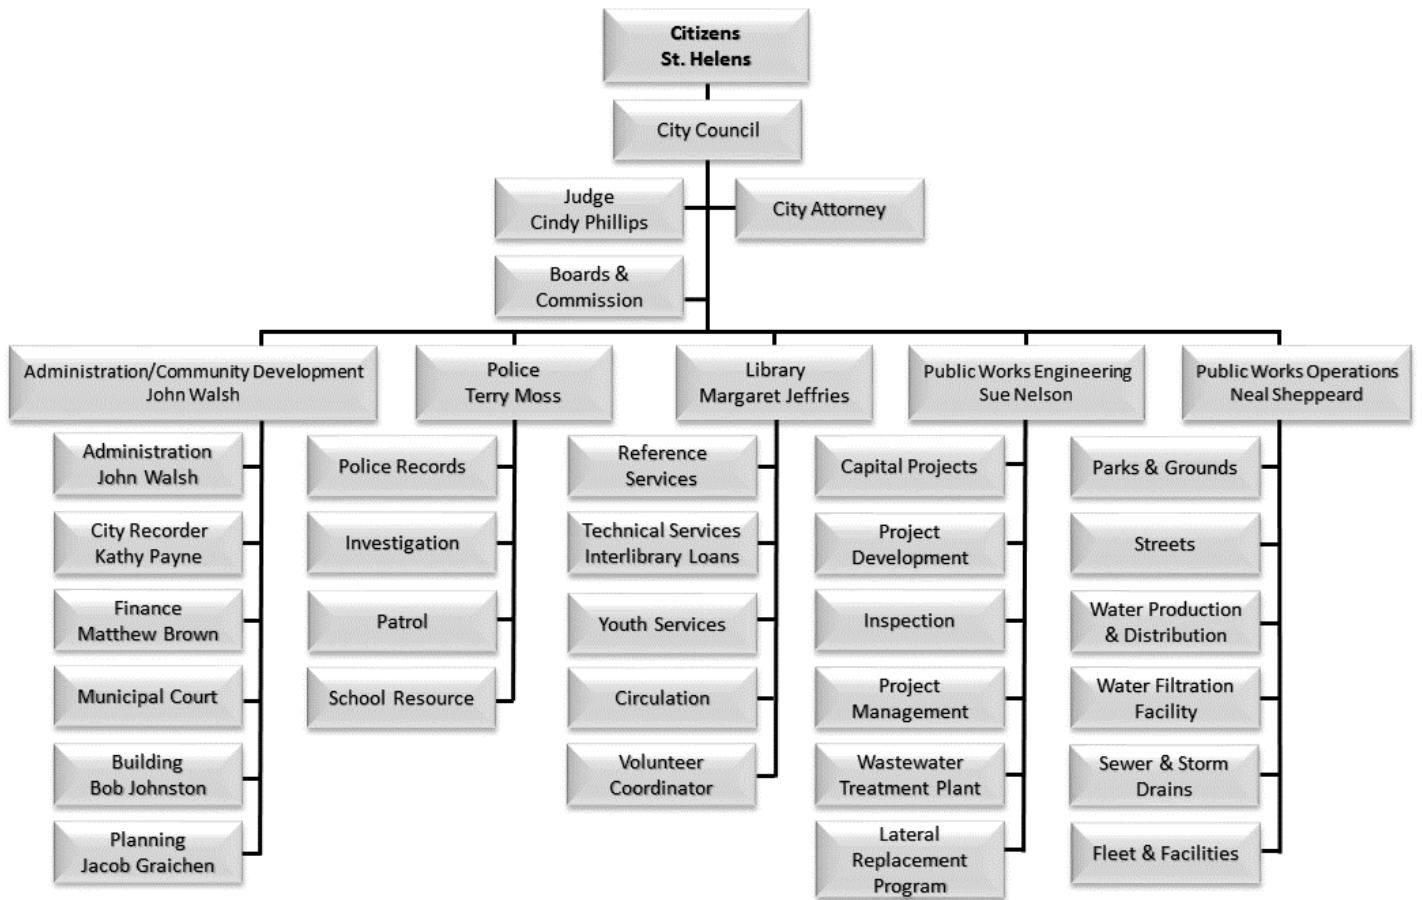 Citizens
St. Helens
City Council
Judge
Cindy Phillips
City Attorney
Boards &
Commission
Administration/Community Development
John Walsh
Police
Terry Moss
Library
Margaret Jeffries
Public Works Engineering
Sue Nelson
Public Works Operations
Neal Sheppeard
Administration
John Walsh
City Recorder
Kathy Payne
Finance
Matthew Brown
Municipal Court
Building
Bob Johnston
Planning
Jacob Graichen
Police Records
Investigation
Patrol
School Resource
Reference
Services
Technical Services
Interlibrary Loans
Youth Services
Circulation
Volunteer
Coordinator
Capital Projects
Project
Development
Inspection
Project
Management
Wastewater
Treatment Plant
Lateral
Replacement
Program
Parks & Grounds
Streets
Water Production
& Distribution
Water Filtration
Facility
Sewer & Storm
Drains
Fleet & Facilities